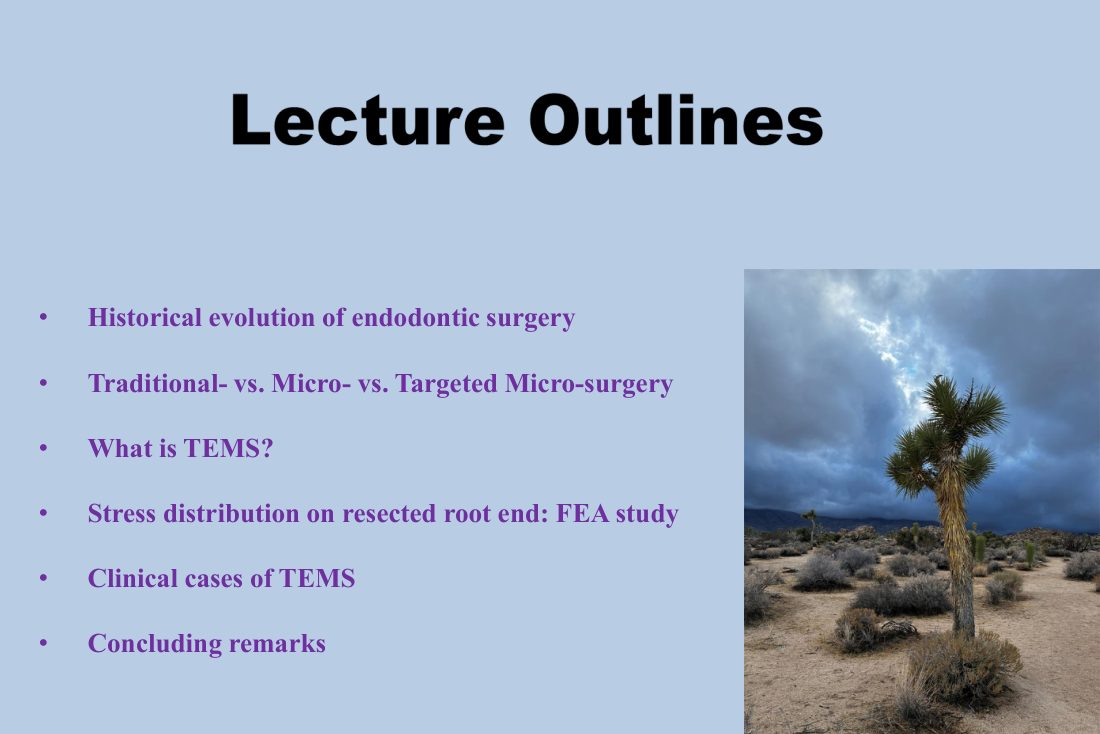 Lecture Outlines
• Historical evolution of endodontic surgery
• Traditional- vs. Micro- vs. Targeted Micro-surgery
• What is TEMS?
• Stress distribution on resected root end: FEA study
• Clinical cases of TEMS
• Concluding remarks